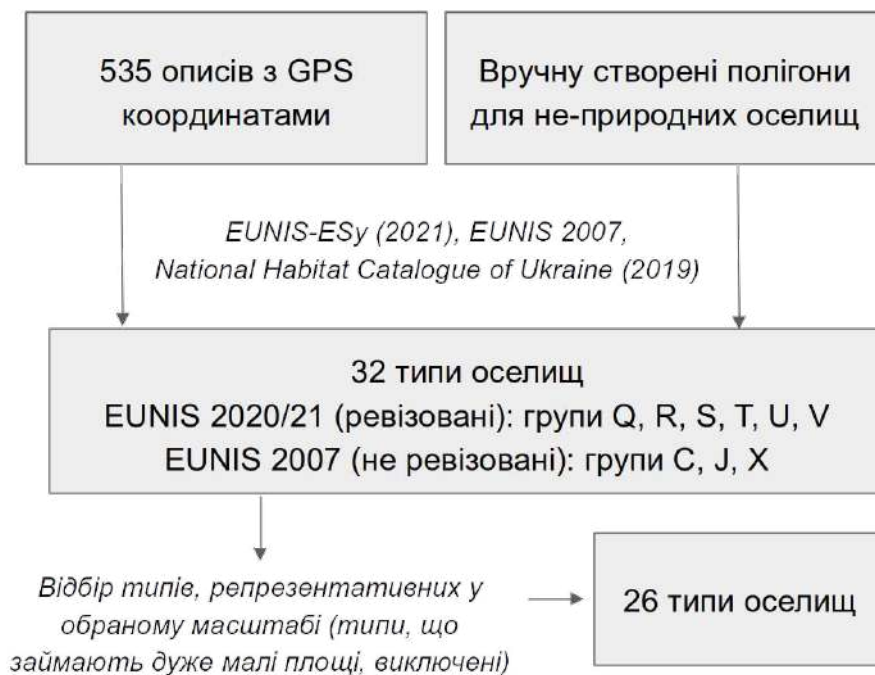 535 описів з GPS
координатами
Вручну створені полігони
для не-природних оселищ
EUNIS-ESy (2021), EUNIS 2007,
National Habitat Catalogue of Ukraine (2019)
32 типи оселищ
EUNIS 2020/21 (ревізовані): групи Q, R, S, T, U, V
EUNIS 2007 (не ревізовані): групи C, J, X
Відбір типів, репрезентативних у
обраному масштабі (типи, що
займають дуже малі площі, виключені)
26 типи оселищ